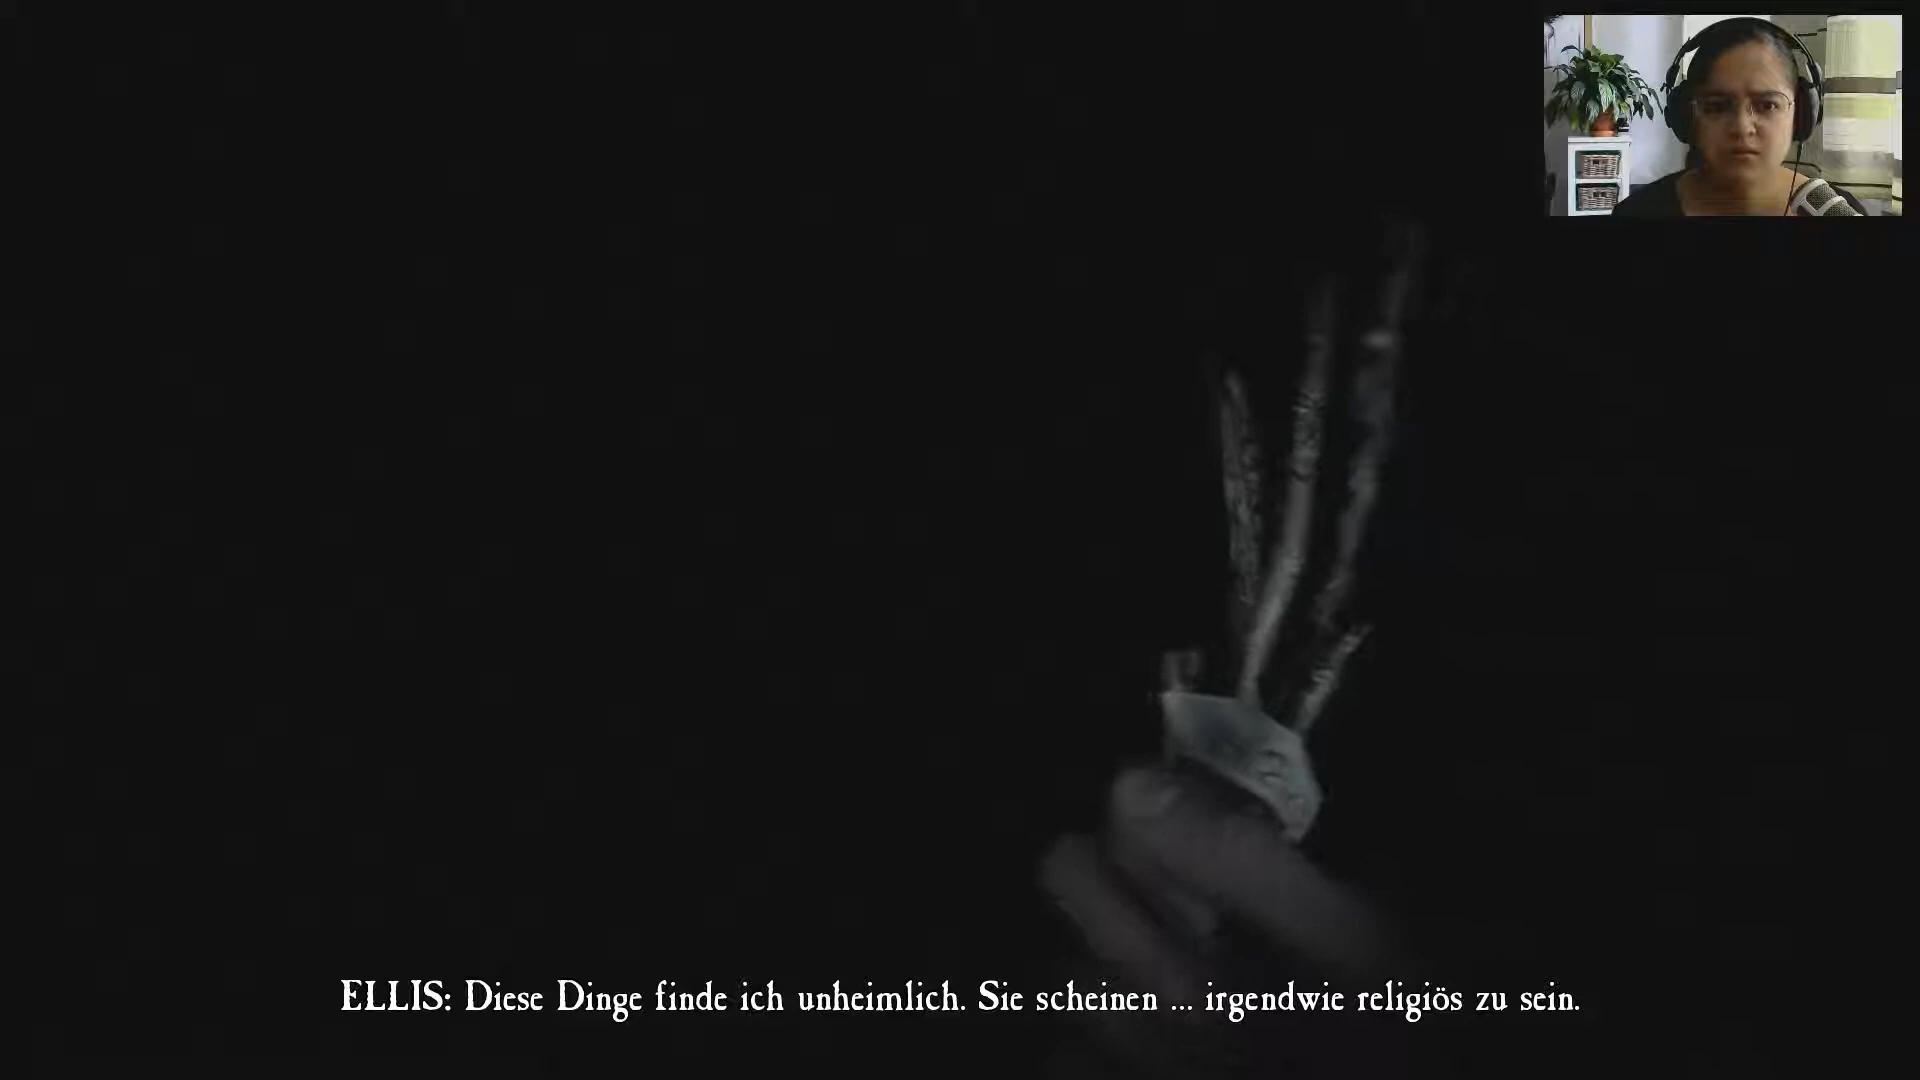 ELLIS: Diese Dinge finde ich unheimlich. Sie scheinen ... irgendwie religiös zu sein.